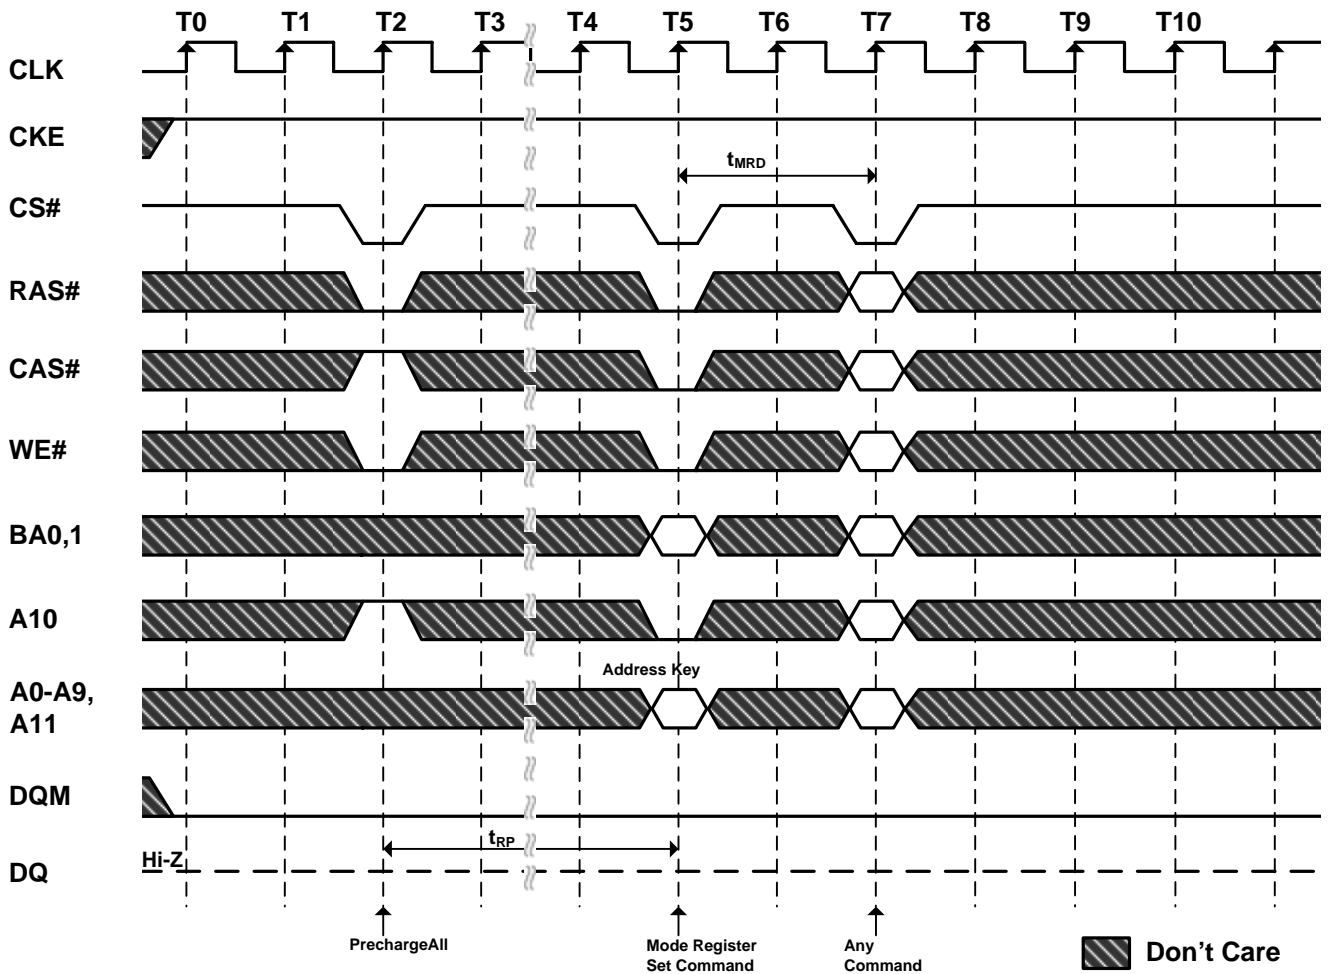 T0 T1 T2 T3 T4 T5 T6 T7 T8 T9 T10
CLK
CKE
tMRD
CS#
RAS#
CAS#
WE#
BA0,1
A10
Address Key
A0-A9,
A11
DQM
tRP
Hi-Z
DQ
PrechargeAll
Mode Register
Set Command
Any
Command
Don't Care